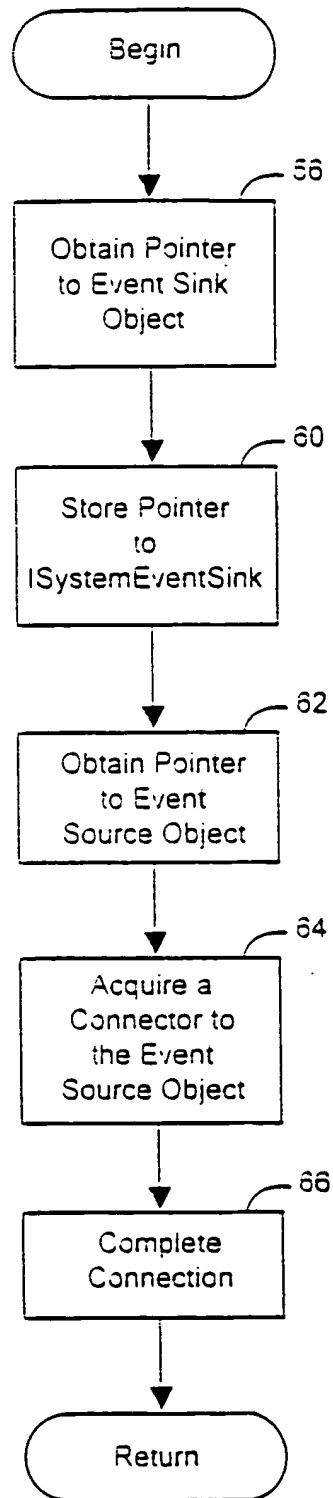 Begin
56
Obtain Pointer
to Event Sink
Object
60
Store Pointer
to
ISystemEventSink
62
Obtain Pointer
to Event
Source Object
64
Acquire a
Connector to
the Event
Source Object
66
Complete
Connection
Return